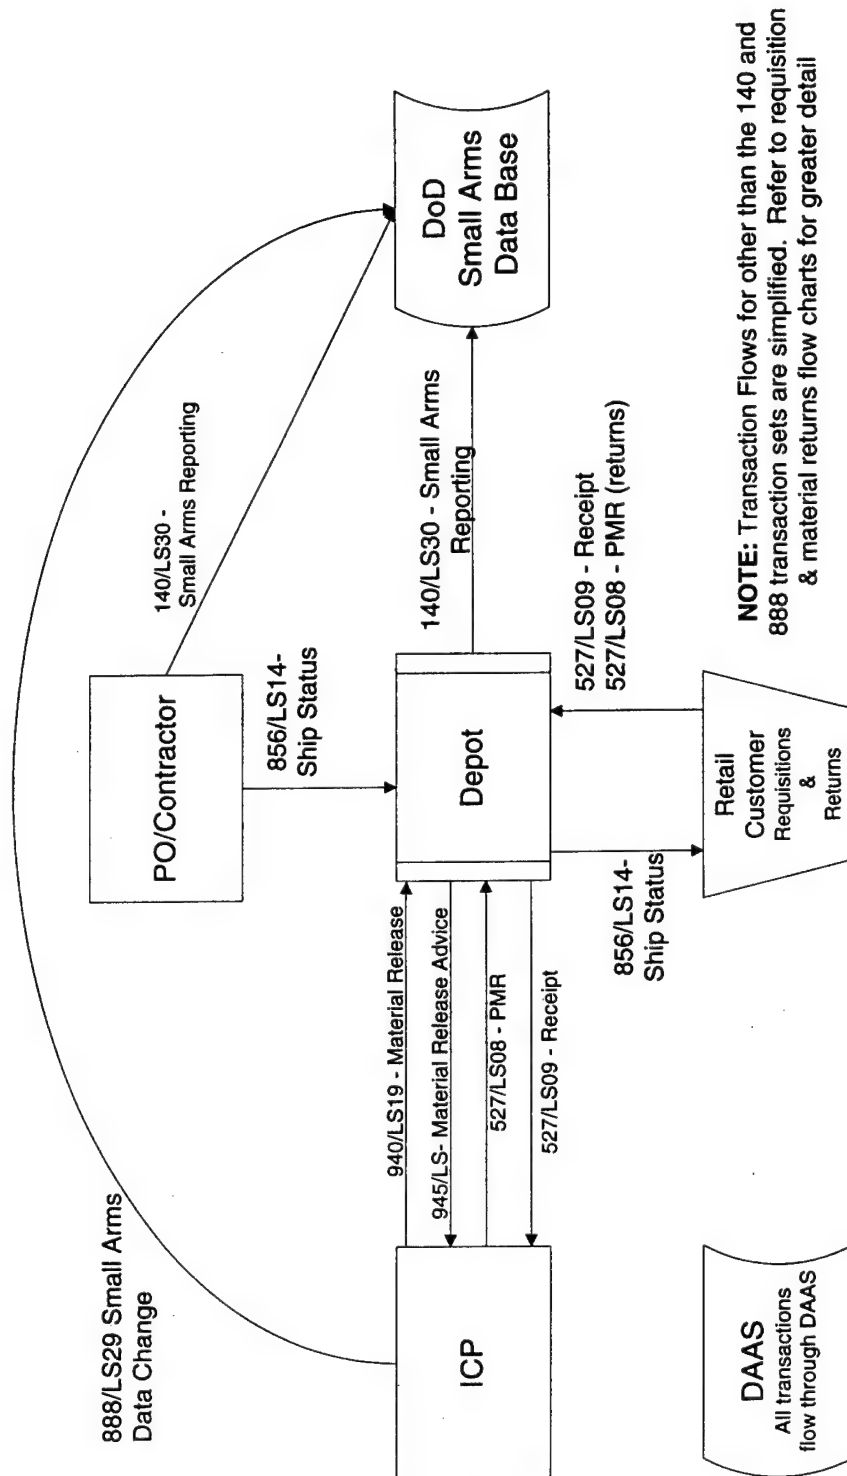 888/LS29 Small Arms
Data Change
140/LS30 -
Small Arms Reporting
PO/Contractor
856/LS14-
Ship Status
DoD
Small Arms
Data Base
ICP
940/LS19 - Material Release
945/LS- Material Release Advice
527/LS08 - PMR
527/LS09 - Receipt
Depot
140/LS30 - Small Arms
Reporting
527/LS09 - Receipt
527/LS08 - PMR (returns)
856/LS14-
Ship Status
DAAS
All transactions
flow through DAAS
Retail
Customer
Requisitions
&
Returns
NOTE: Transaction Flows for other than the 140 and
888 transaction sets are simplified. Refer to requisition
& material returns flow charts for greater detail